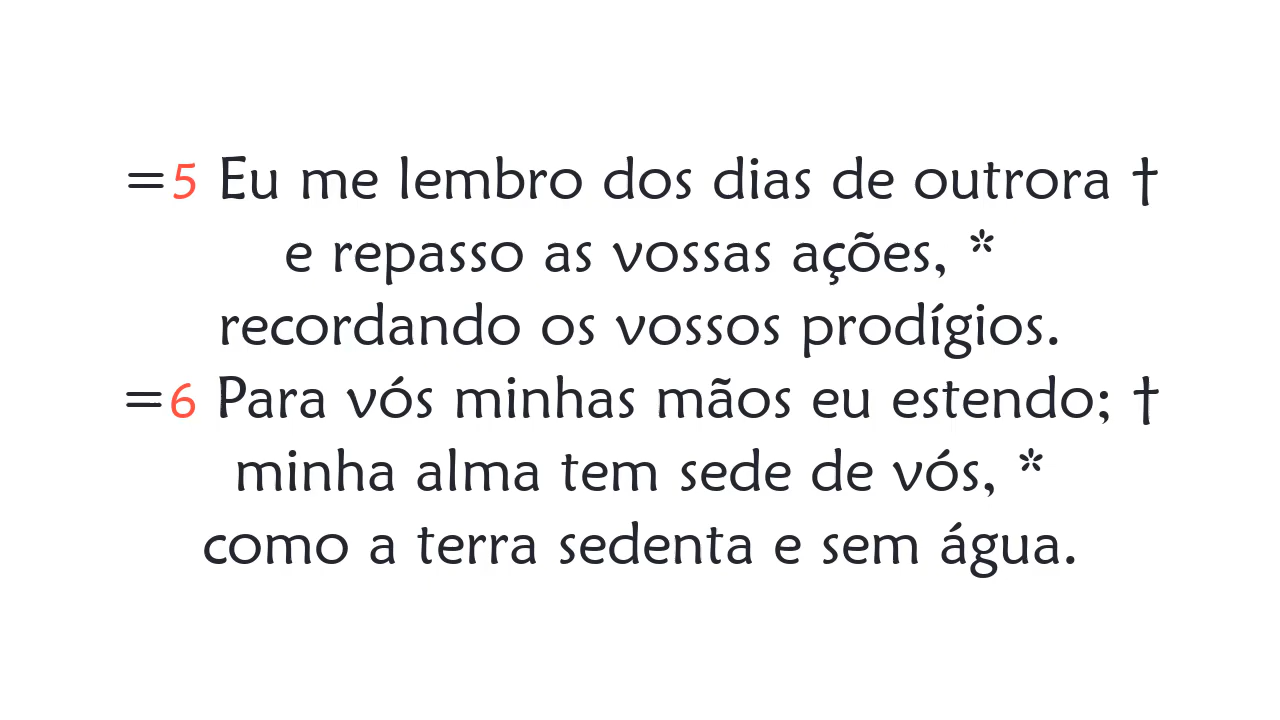 =5 Eu me lembro dos dias de outrora †
e repasso as vossas ações, *
recordando os vossos prodígios.
=6 Para vós minhas mãos eu estendo; †
minha alma tem sede de vós, *
como a terra sedenta e sem água.